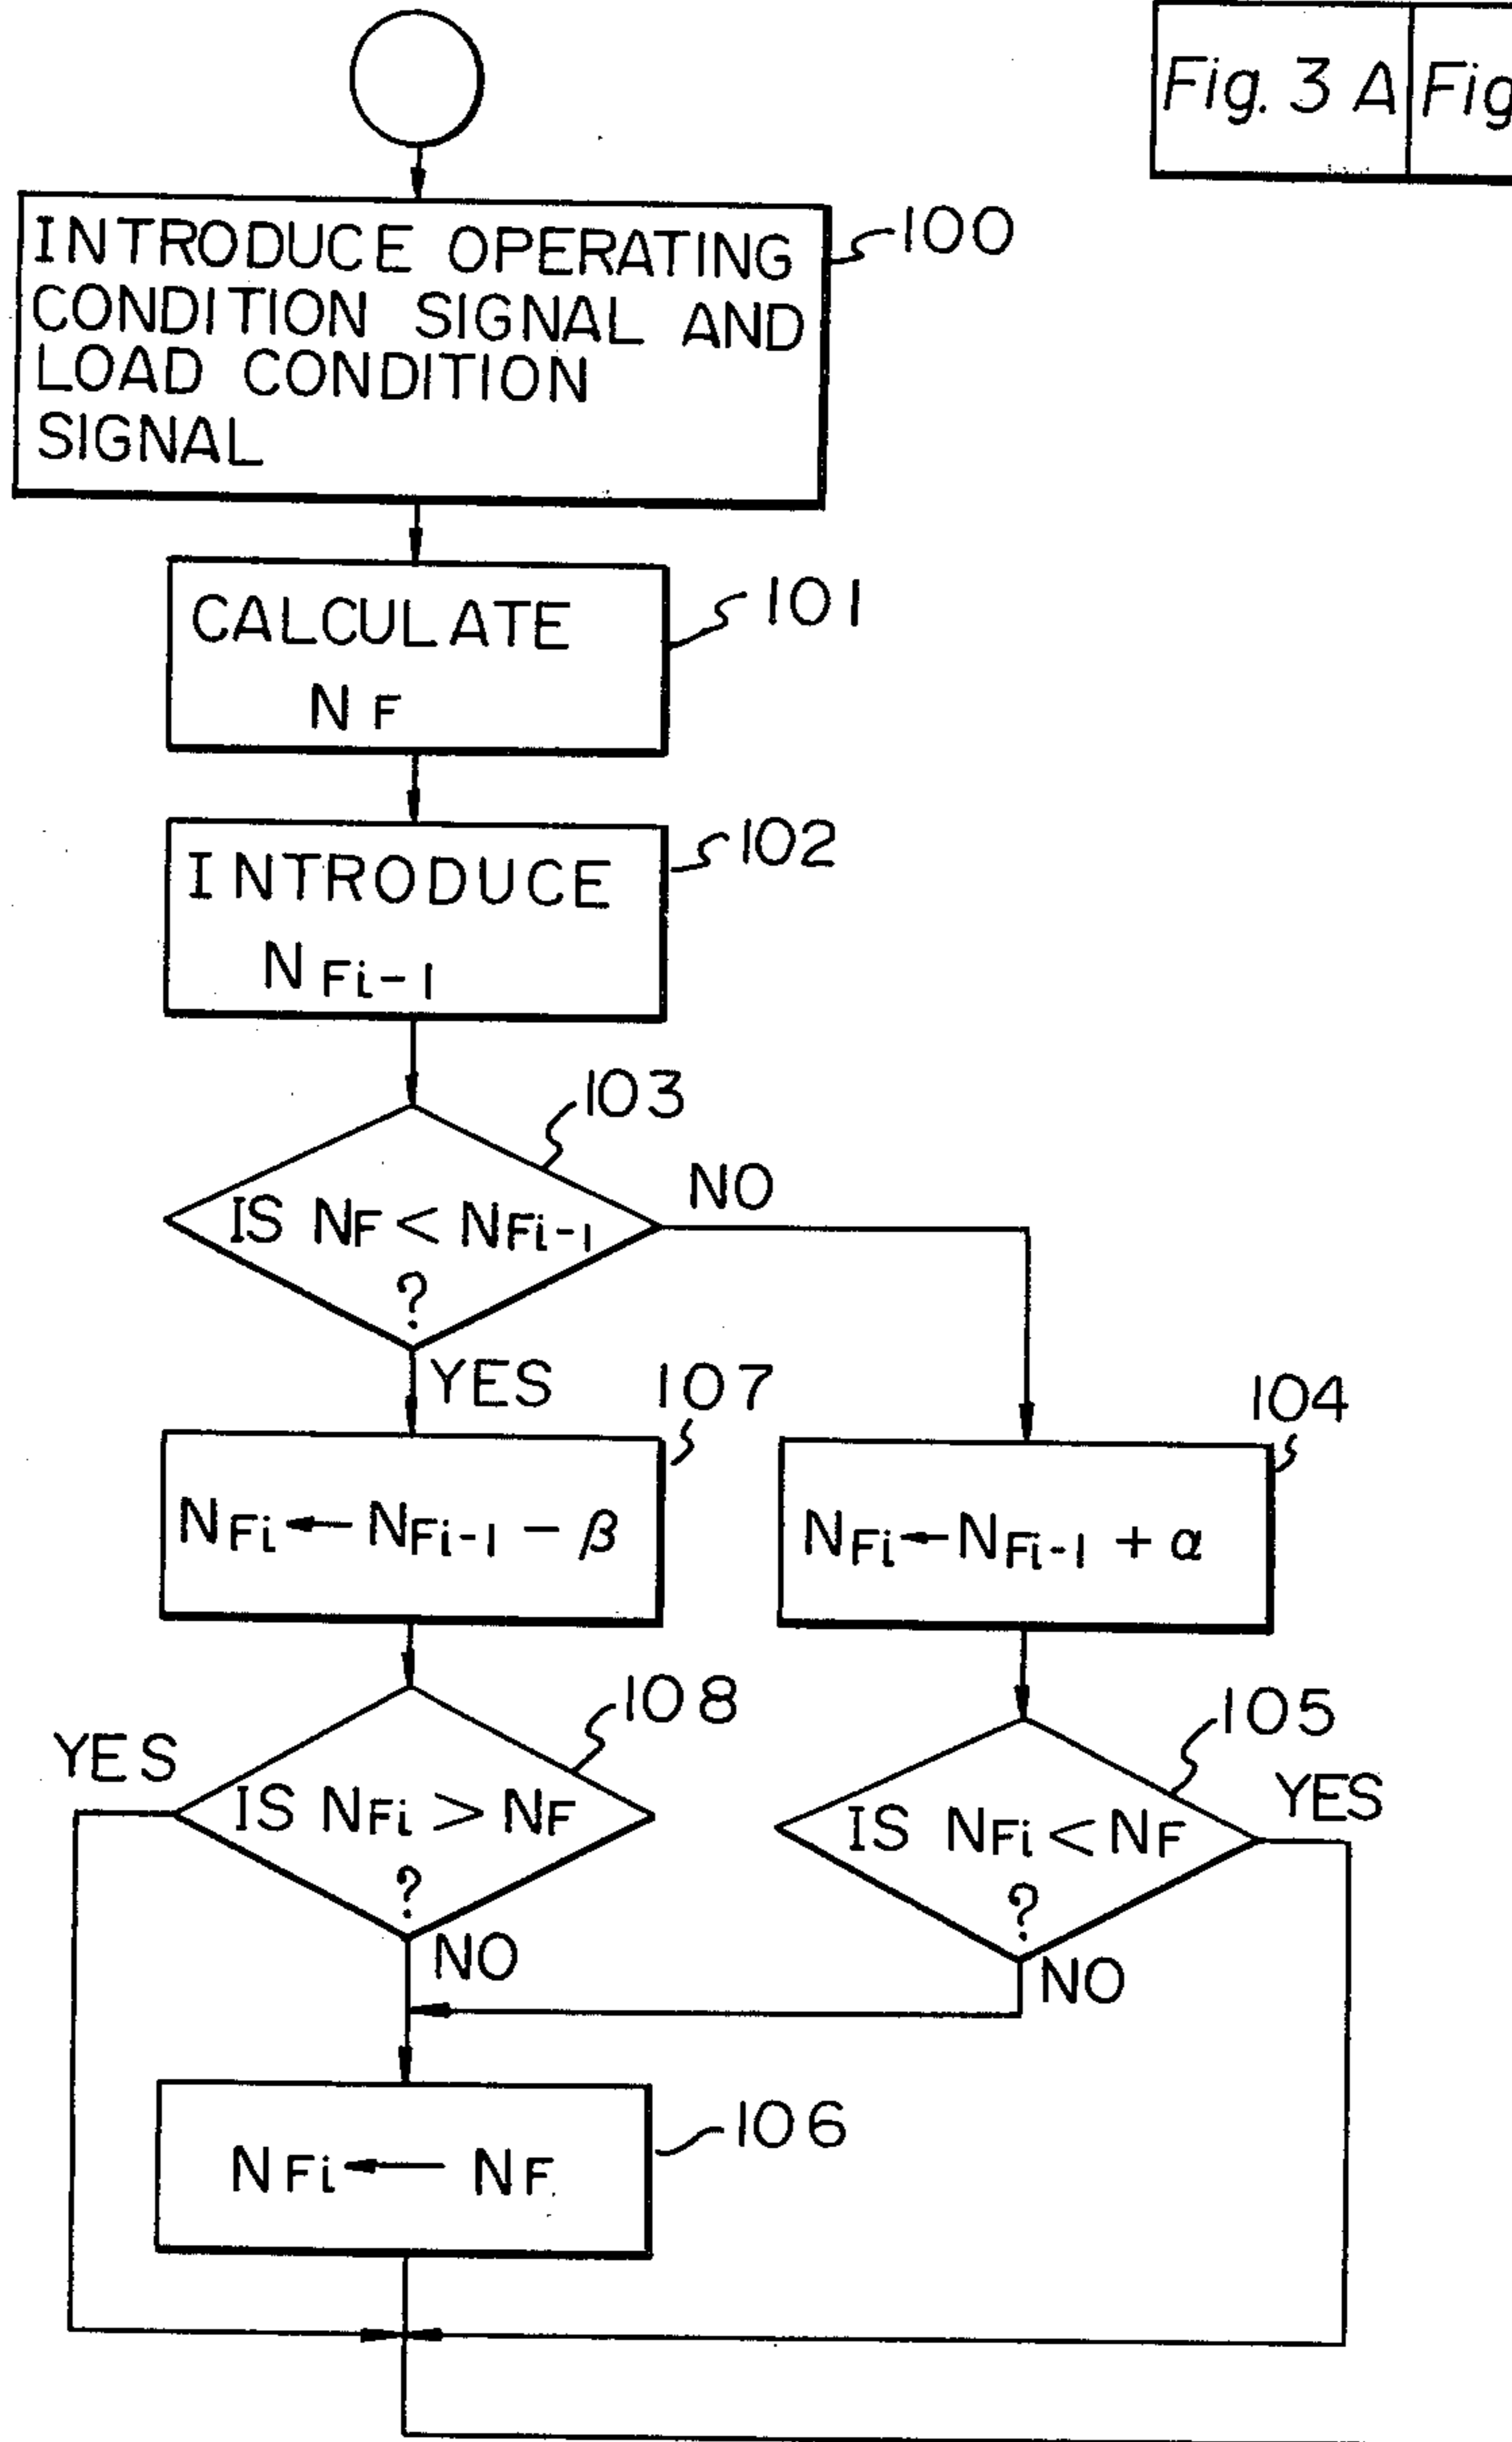 Fig. 3 A Fig
INTRODUCE OPERATING
CONDITION SIGNAL AND
LOAD CONDITION
SIGNAL
100
CALCULATE
NF
101
INTRODUCE
NFi-1
102
103
IS NF < NFi-1
?
NO
YES
107
NFi ← NFi-1 - β
104
NFi ← NFi-1 + α
108
YES
IS NFi > NF
?
NO
105
YES
IS NFi < NF
?
NO
106
NFi ← NF